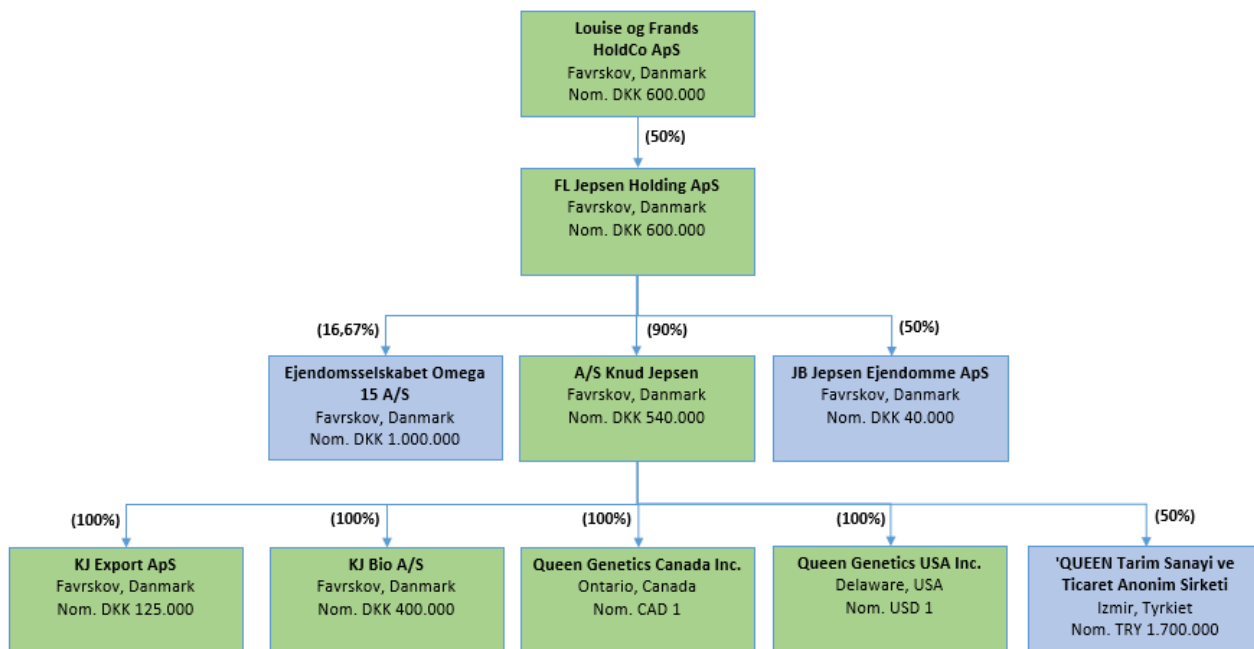 Louise og Frands
HoldCo ApS
Favrskov, Danmark
Nom. DKK 600.000
(50%)
FL Jepsen Holding ApS
Favrskov, Danmark
Nom. DKK 600.000
(16,67%)
(90%)
(50%)
Ejendomsselskabet Omega
15 A/S
Favrskov, Danmark
Nom. DKK 1.000.000
A/S Knud Jepsen
Favrskov, Danmark
Nom. DKK 540.000
JB Jepsen Ejendomme ApS
Favrskov, Danmark
Nom. DKK 40.000
(100%)
(100%)
(100%)
(100%)
(50%)
KJ Export ApS
Favrskov, Danmark
Nom. DKK 125.000
KJ Bio A/S
Favrskov, Danmark
Nom. DKK 400.000
Queen Genetics Canada Inc.
Ontario, Canada
Nom. CAD 1
Queen Genetics USA Inc.
Delaware, USA
Nom. USD 1
'QUEEN Tarim Sanayi ve
Ticaret Anonim Sirketi
Izmir, Tyrkiet
Nom. TRY 1.700.000